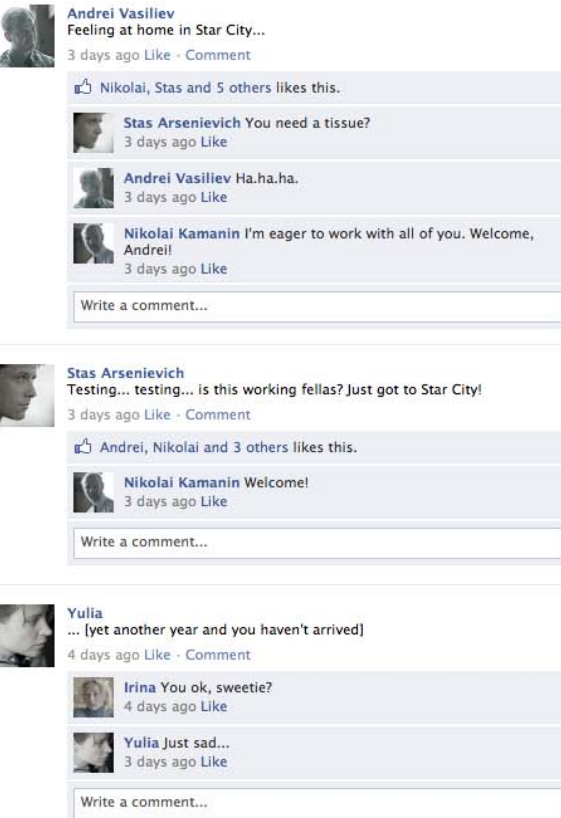 Andrei Vasiliev
Feeling at home in Star City...
3 days ago Like · Comment
Nikolai, Stas and 5 others likes this.
Stas Arsenievich You need a tissue?
3 days ago Like
Andrei Vasiliev Ha.ha.ha.
3 days ago Like
Nikolai Kamanin I'm eager to work with all of you. Welcome,
Andrei!
3 days ago Like
Write a comment...
Stas Arsenievich
Testing... testing... is this working fellas? Just got to Star City!
3 days ago Like · Comment
Andrei, Nikolai and 3 others likes this.
Nikolai Kamanin Welcome!
3 days ago Like
Write a comment...
Yulia
... [yet another year and you haven't arrived]
4 days ago Like · Comment
Irina You ok, sweetie?
4 days ago Like
Yulia Just sad...
3 days ago Like
Write a comment...